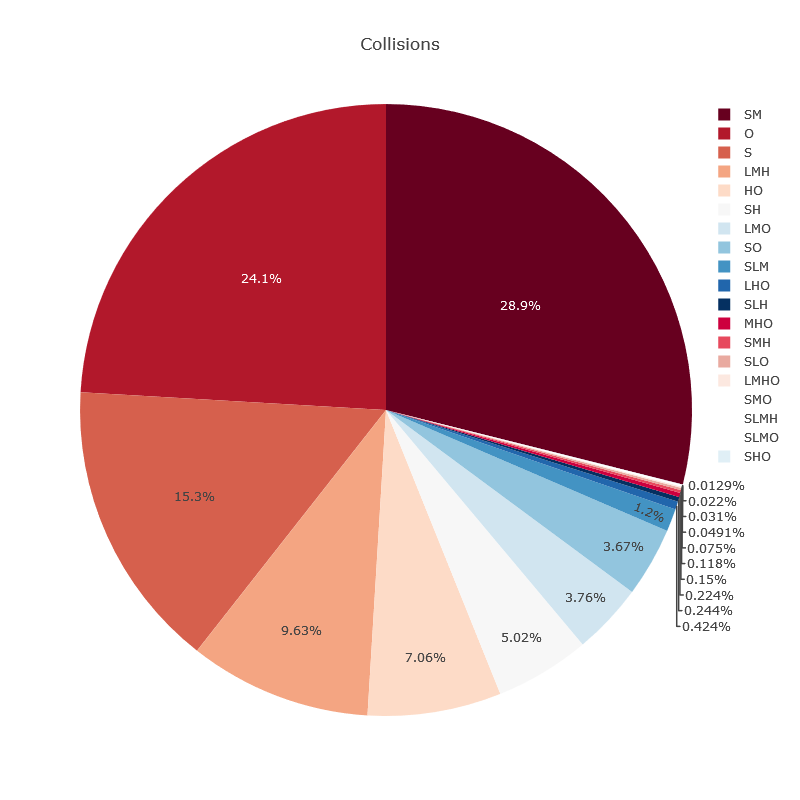 Collisions
SM
O
S
LMH
HO
SH
LMO
SO
SLM
LHO
SLH
MHO
SMH
SLO
LMHO
SMO
SLMH
SLMO
SHO
24.1%
28.9%
15.3%
9.63%
7.06%
5.02%
3.76%
3.67%
1.2%
0.0129%
0.022%
0.031%
0.0491%
0.075%
0.118%
0.15%
0.224%
0.244%
0.424%